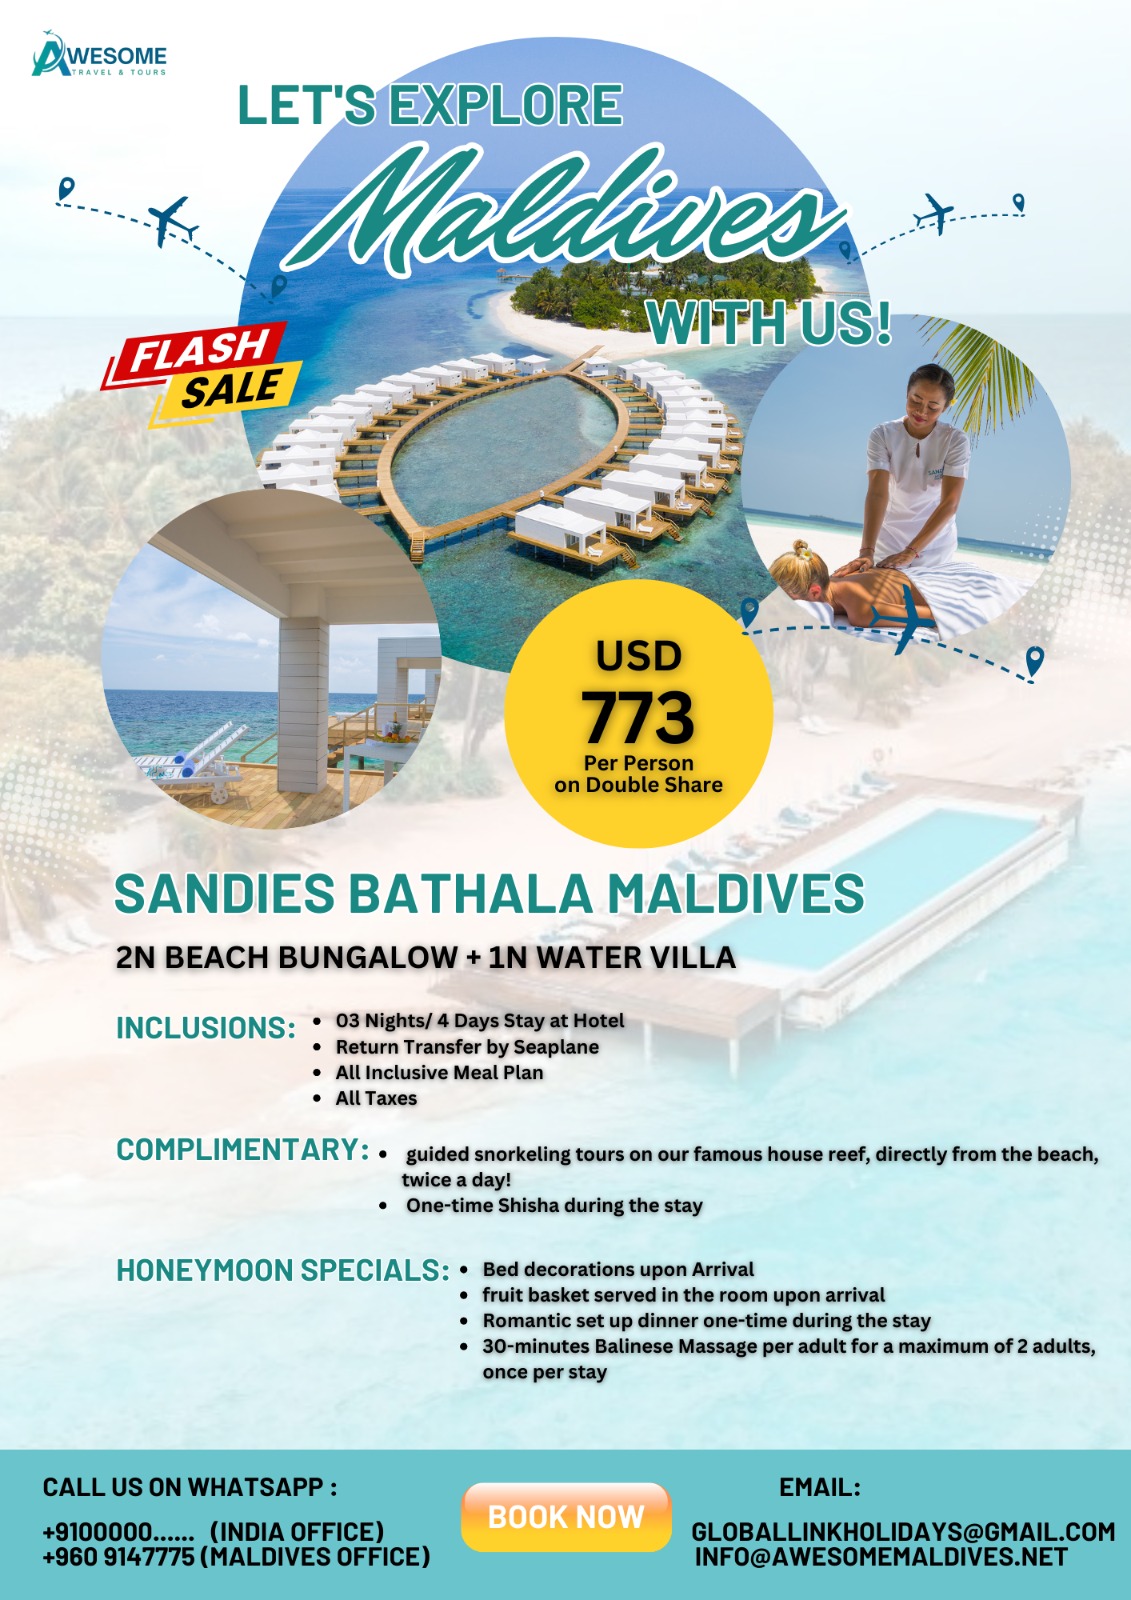 AWESOME
TRAVEL & TOURS
LET'S EXPLORE
Maldives
WITH US!
FLASH
SALE
USD
773
Per Person
on Double Share
SANDIES BATHALA MALDIVES
2N BEACH BUNGALOW + 1N WATER VILLA
INCLUSIONS:
• 03 Nights/ 4 Days Stay at Hotel
• Return Transfer by Seaplane
• All Inclusive Meal Plan
• All Taxes
COMPLIMENTARY:
• guided snorkeling tours on our famous house reef, directly from the beach,
twice a day!
• One-time Shisha during the stay
HONEYMOON SPECIALS:
• Bed decorations upon Arrival
• fruit basket served in the room upon arrival
• Romantic set up dinner one-time during the stay
• 30-minutes Balinese Massage per adult for a maximum of 2 adults,
once per stay
CALL US ON WHATSAPP :
+9100000...... (INDIA OFFICE)
+960 9147775 (MALDIVES OFFICE)
BOOK NOW
EMAIL:
GLOBALLINKHOLIDAYS@GMAIL.COM
INFO@AWESOMEMALDIVES.NET